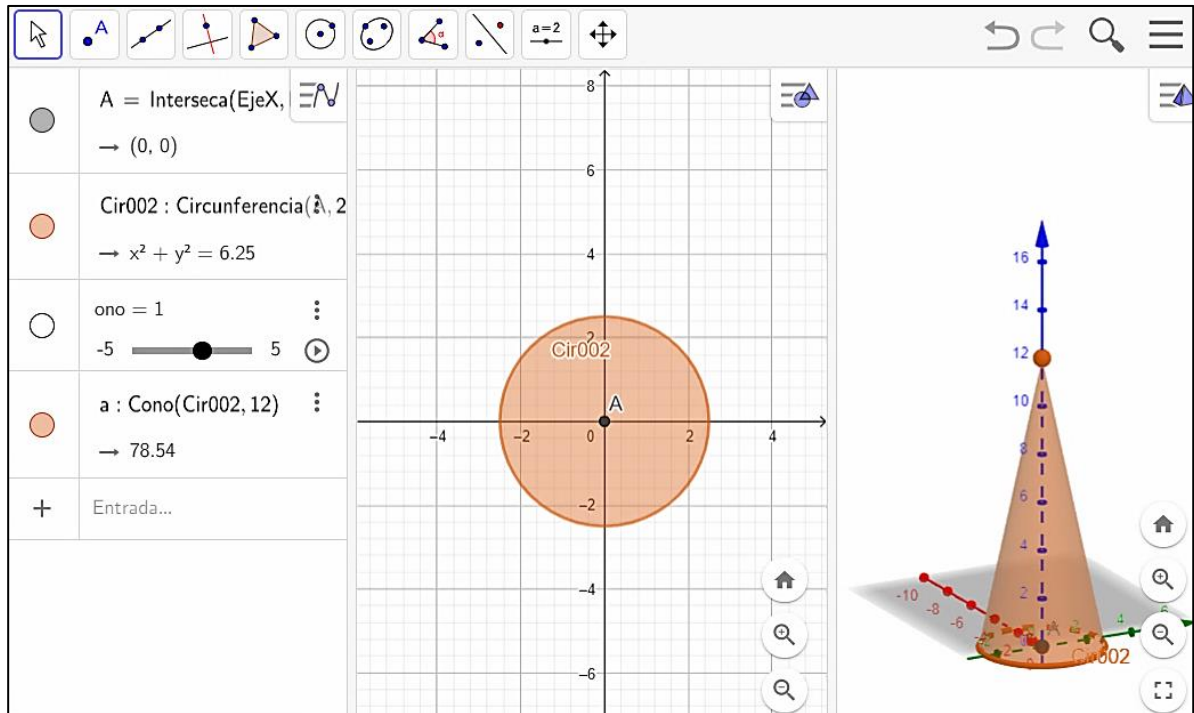 A
α
a=2
A = Interseca(EjeX,
→ (0, 0)
Cir002 : Circunferencia(A, 2
→ x² + y² = 6.25
ono = 1
-5 5
a : Cono(Cir002, 12)
→ 78.54
+ Entrada...
8
6
4
2
Cir002
A
−4 −2 0 2 4
−2
−4
−6
16
14
12
10
8
6
4
2
-10
-8
-6
4
6
Cir002